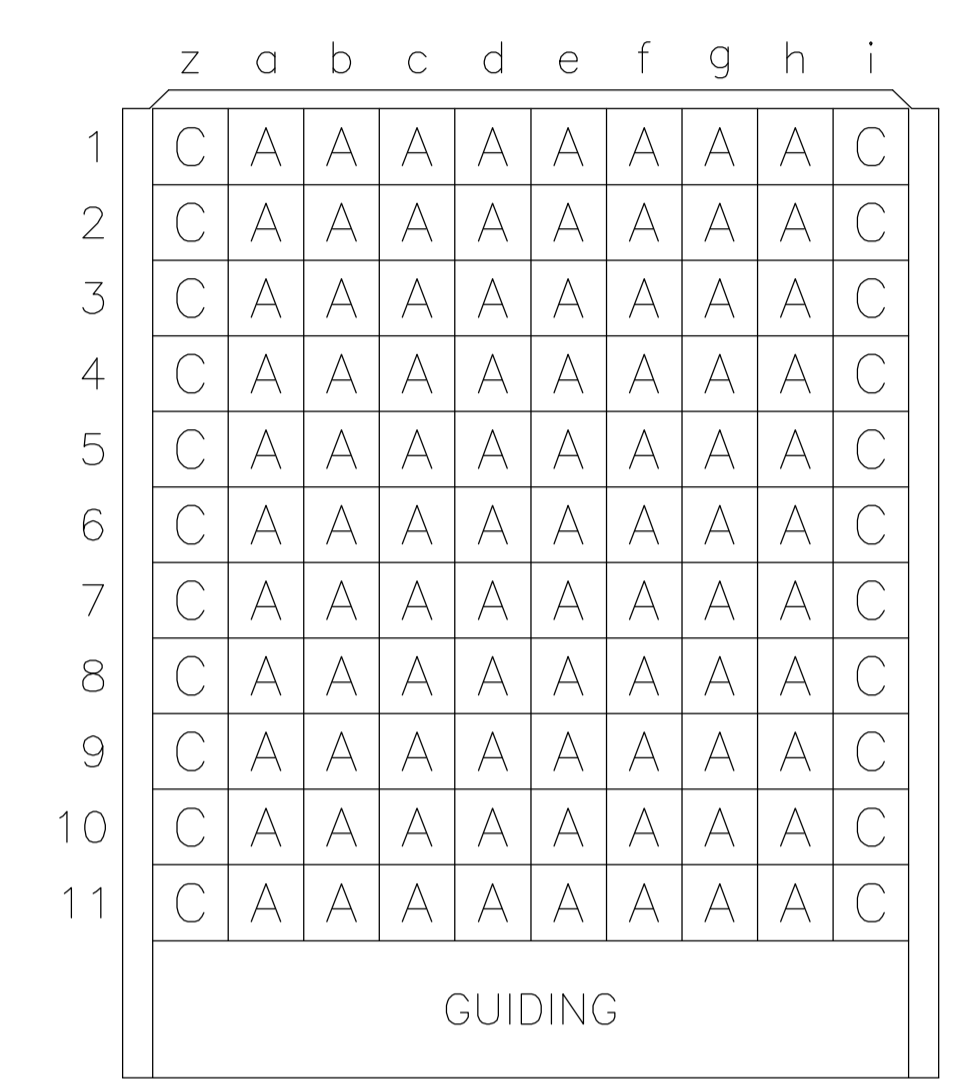 z a b c d e f g h i
1 C A A A A A A A A C
2 C A A A A A A A A C
3 C A A A A A A A A C
4 C A A A A A A A A C
5 C A A A A A A A A C
6 C A A A A A A A A C
7 C A A A A A A A A C
8 C A A A A A A A A C
9 C A A A A A A A A C
10 C A A A A A A A A C
11 C A A A A A A A A C
GUIDING